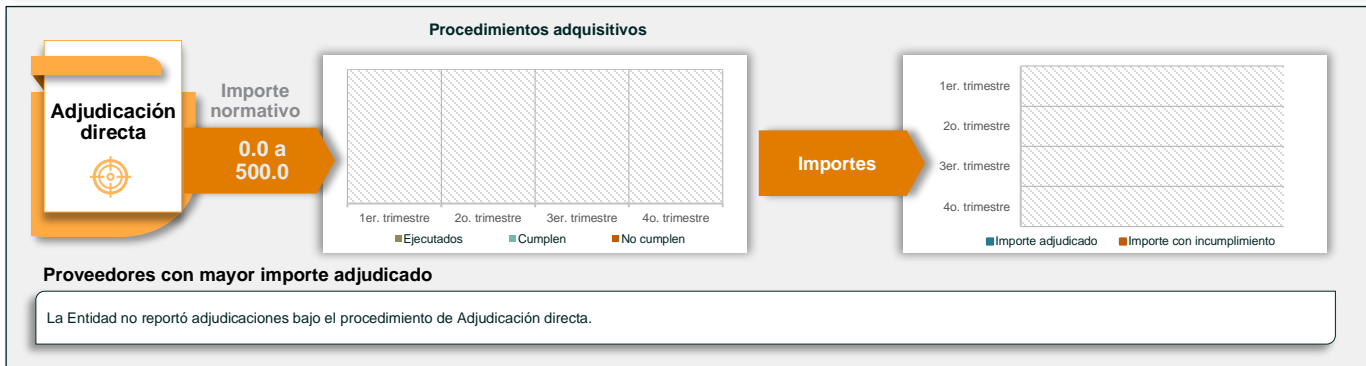 Procedimientos adquisitivos
Adjudicación
directa
Importe
normativo
0.0 a
500.0
1er. trimestre
2o. trimestre
3er. trimestre
4o. trimestre
Ejecutados
Cumplen
No cumplen
Importes
1er. trimestre
2o. trimestre
3er. trimestre
4o. trimestre
Importe adjudicado
Importe con incumplimiento
Proveedores con mayor importe adjudicado
La Entidad no reportó adjudicaciones bajo el procedimiento de Adjudicación directa.